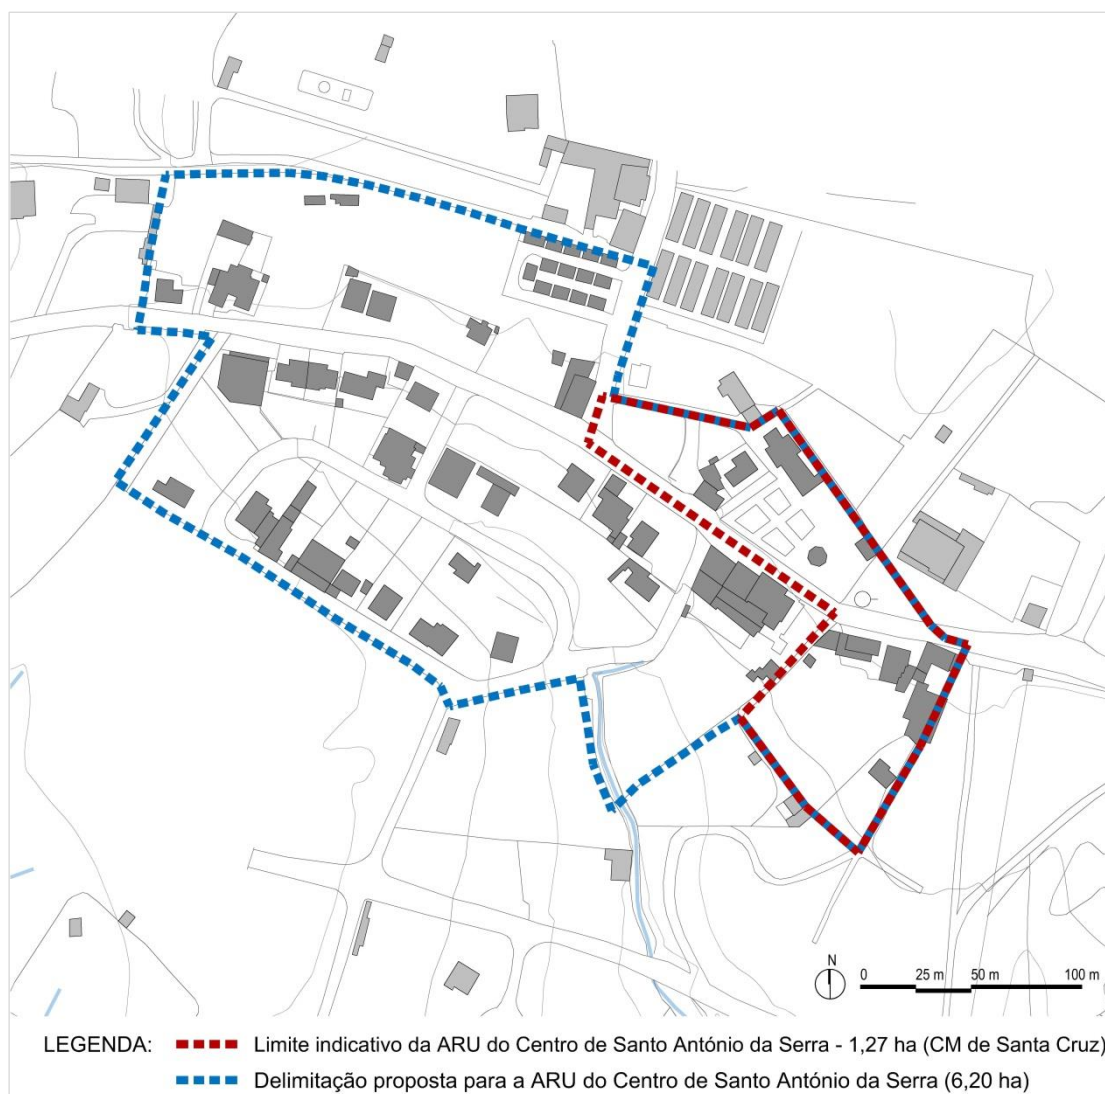 N
0 25 m 50 m 100 m
LEGENDA:
Limite indicativo da ARU do Centro de Santo António da Serra - 1,27 ha (CM de Santa Cruz)
Delimitação proposta para a ARU do Centro de Santo António da Serra (6,20 ha)